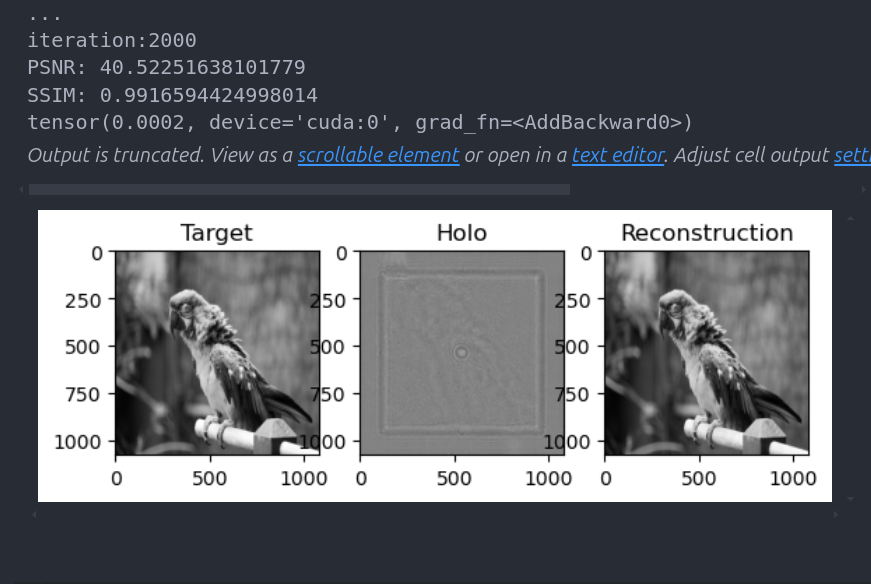 ...
iteration:2000
PSNR: 40.52251638101779
SSIM: 0.9916594424998014
tensor(0.0002, device='cuda:0', grad_fn=<AddBackward0>)
Output is truncated. View as a scrollable element or open in a text editor. Adjust cell output setti
Target Holo Reconstruction
0 0 0
250 250 250
500 500 500
750 750 750
1000 1000 1000
0 500 1000 0 500 1000 0 500 1000